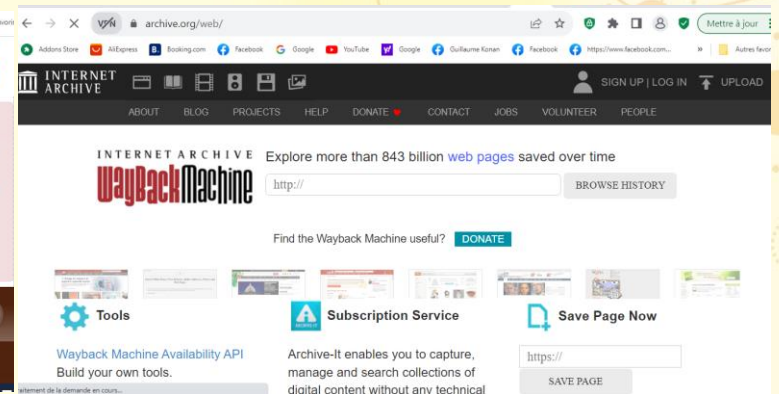 VPN archive.org/web/ Mettre à jour
Addons Store AliExpress Booking.com Facebook Google YouTube Google Guillaume Konan Facebook https://www.facebook.com... » Autres favor
INTERNET
ARCHIVE
SIGN UP | LOG IN UPLOAD
ABOUT BLOG PROJECTS HELP DONATE CONTACT JOBS VOLUNTEER PEOPLE
INTERNET ARCHIVE
WayBackMachine
Explore more than 843 billion web pages saved over time
http://
BROWSE HISTORY
Find the Wayback Machine useful? DONATE
Tools
Wayback Machine Availability API
Build your own tools.
Subscription Service
Archive-It enables you to capture,
manage and search collections of
digital content without any technical
Save Page Now
https://
SAVE PAGE
aitement de la demande en cours...